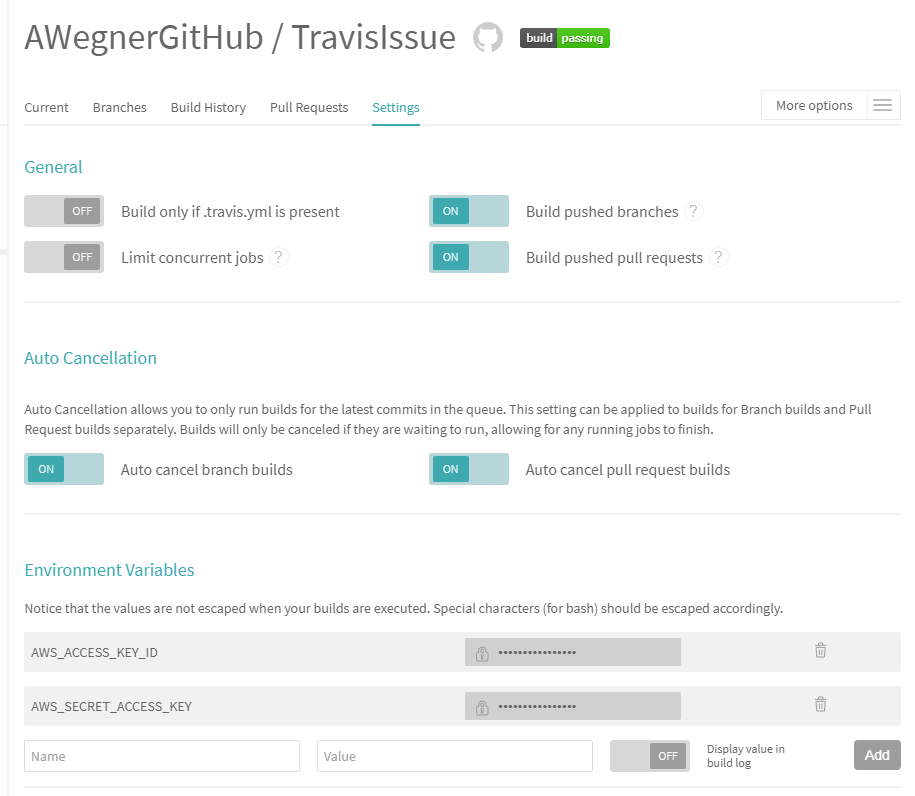 AWegnerGitHub / TravisIssue
build passing
Current Branches Build History Pull Requests Settings More options
General
OFF Build only if .travis.yml is present ON Build pushed branches ?
OFF Limit concurrent jobs ? ON Build pushed pull requests ?
Auto Cancellation
Auto Cancellation allows you to only run builds for the latest commits in the queue. This setting can be applied to builds for Branch builds and Pull
Request builds separately. Builds will only be canceled if they are waiting to run, allowing for any running jobs to finish.
ON Auto cancel branch builds ON Auto cancel pull request builds
Environment Variables
Notice that the values are not escaped when your builds are executed. Special characters (for bash) should be escaped accordingly.
AWS_ACCESS_KEY_ID ••••••••••••••••
AWS_SECRET_ACCESS_KEY ••••••••••••••••
Name Value OFF Display value in
build log
Add